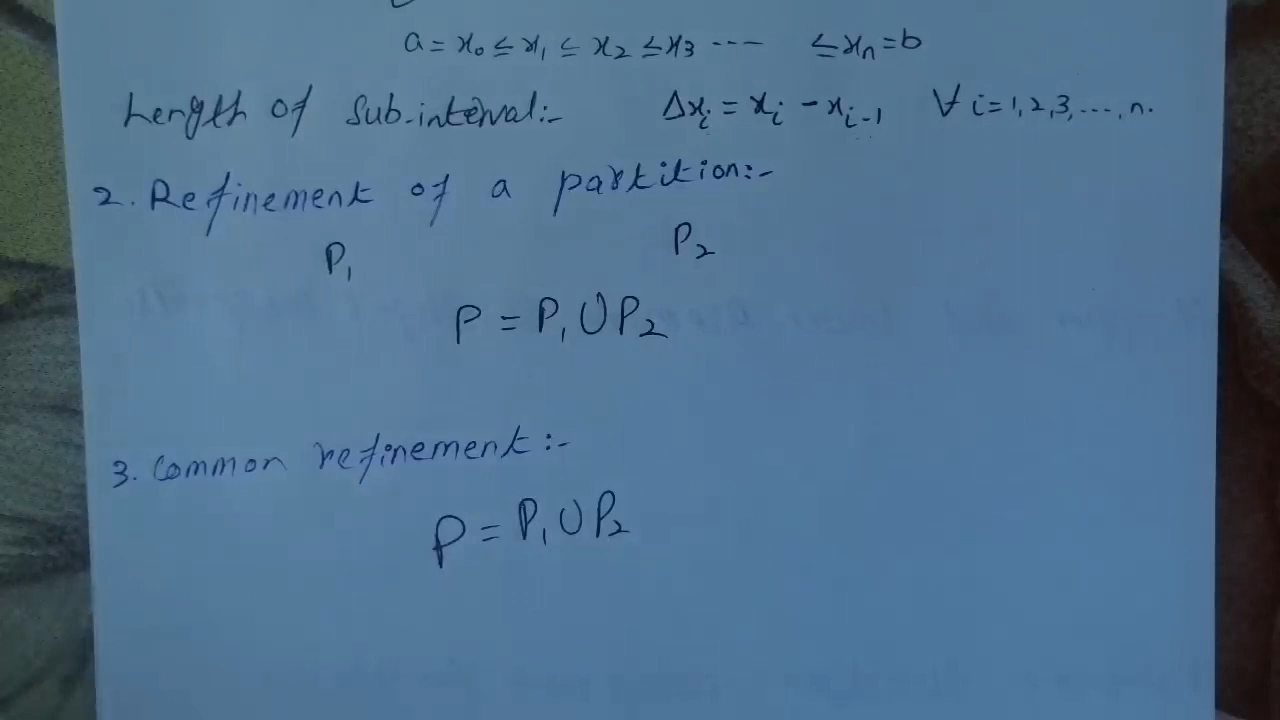 a = x₀ ≤ x₁ ≤ x₂ ≤ x₃ ---- ≤ xₙ = b
Length of Sub-interval:- Δxᵢ = xᵢ - xᵢ₋₁ ∀ i = 1, 2, 3, ...., n.
2. Refinement of a partition:-
P₁ P₂
P = P₁ ∪ P₂
3. Common refinement:-
P = P₁ ∪ P₂